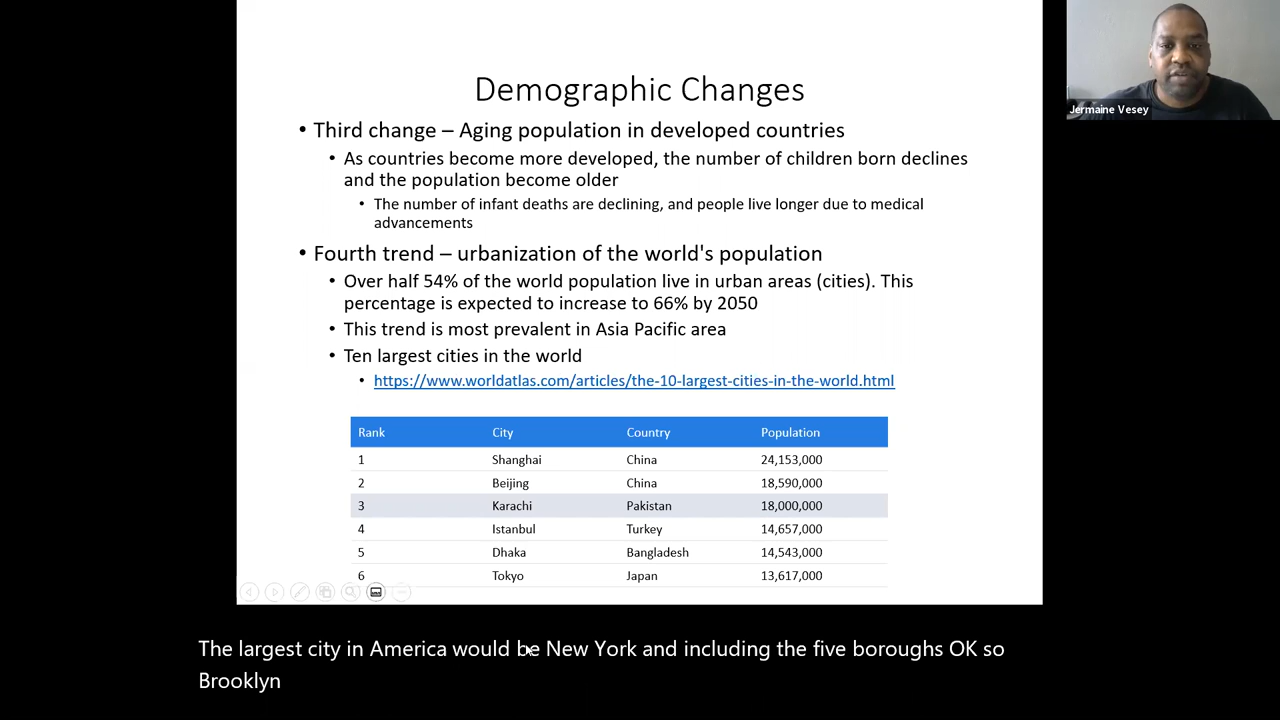 Demographic Changes
• Third change – Aging population in developed countries
• As countries become more developed, the number of children born declines
and the population become older
• The number of infant deaths are declining, and people live longer due to medical
advancements
• Fourth trend – urbanization of the world's population
• Over half 54% of the world population live in urban areas (cities). This
percentage is expected to increase to 66% by 2050
• This trend is most prevalent in Asia Pacific area
• Ten largest cities in the world
• https://www.worldatlas.com/articles/the-10-largest-cities-in-the-world.html
Rank City Country Population
1 Shanghai China 24,153,000
2 Beijing China 18,590,000
3 Karachi Pakistan 18,000,000
4 Istanbul Turkey 14,657,000
5 Dhaka Bangladesh 14,543,000
6 Tokyo Japan 13,617,000
Jermaine Vesey
The largest city in America would be New York and including the five boroughs OK so
Brooklyn